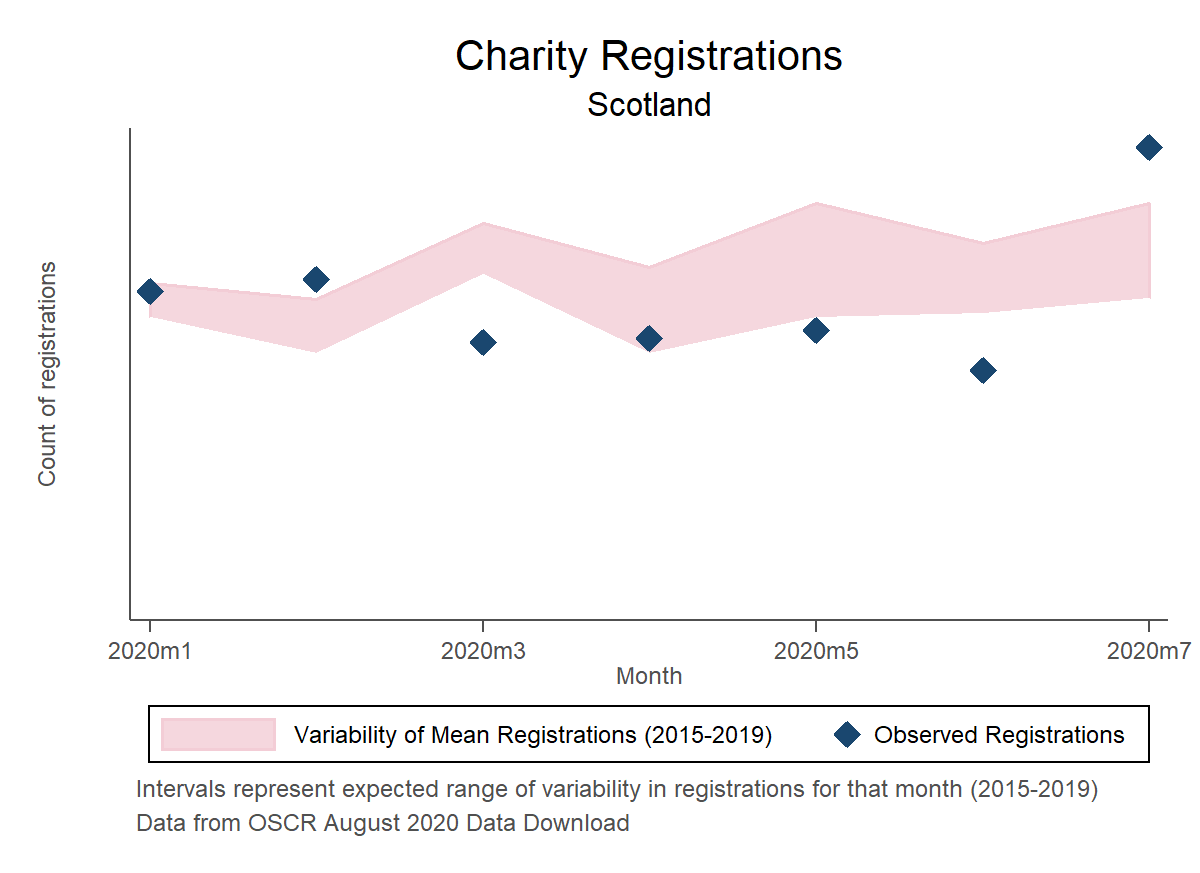 Charity Registrations
Scotland
Count of registrations
2020m1 2020m3 2020m5 2020m7
Month
Variability of Mean Registrations (2015-2019) Observed Registrations
Intervals represent expected range of variability in registrations for that month (2015-2019)
Data from OSCR August 2020 Data Download